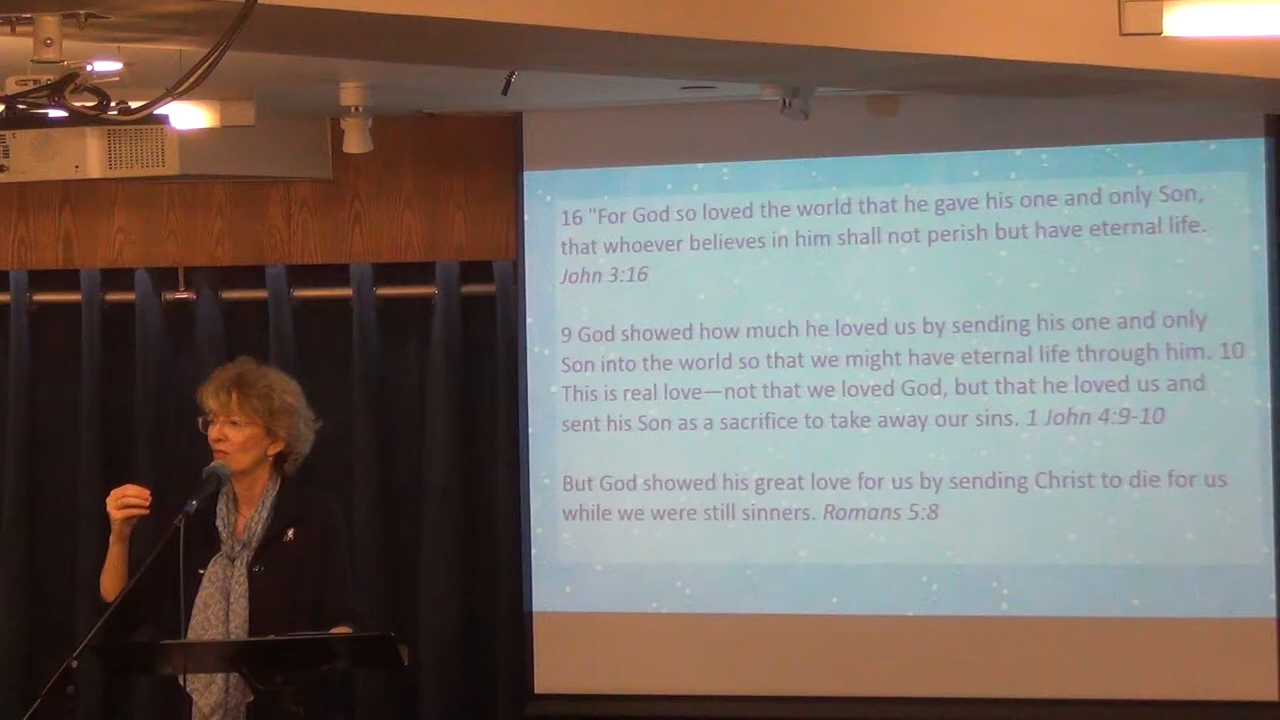 16 "For God so loved the world that he gave his one and only Son,
that whoever believes in him shall not perish but have eternal life.
John 3:16
9 God showed how much he loved us by sending his one and only
Son into the world so that we might have eternal life through him. 10
This is real love—not that we loved God, but that he loved us and
sent his Son as a sacrifice to take away our sins. 1 John 4:9-10
But God showed his great love for us by sending Christ to die for us
while we were still sinners. Romans 5:8